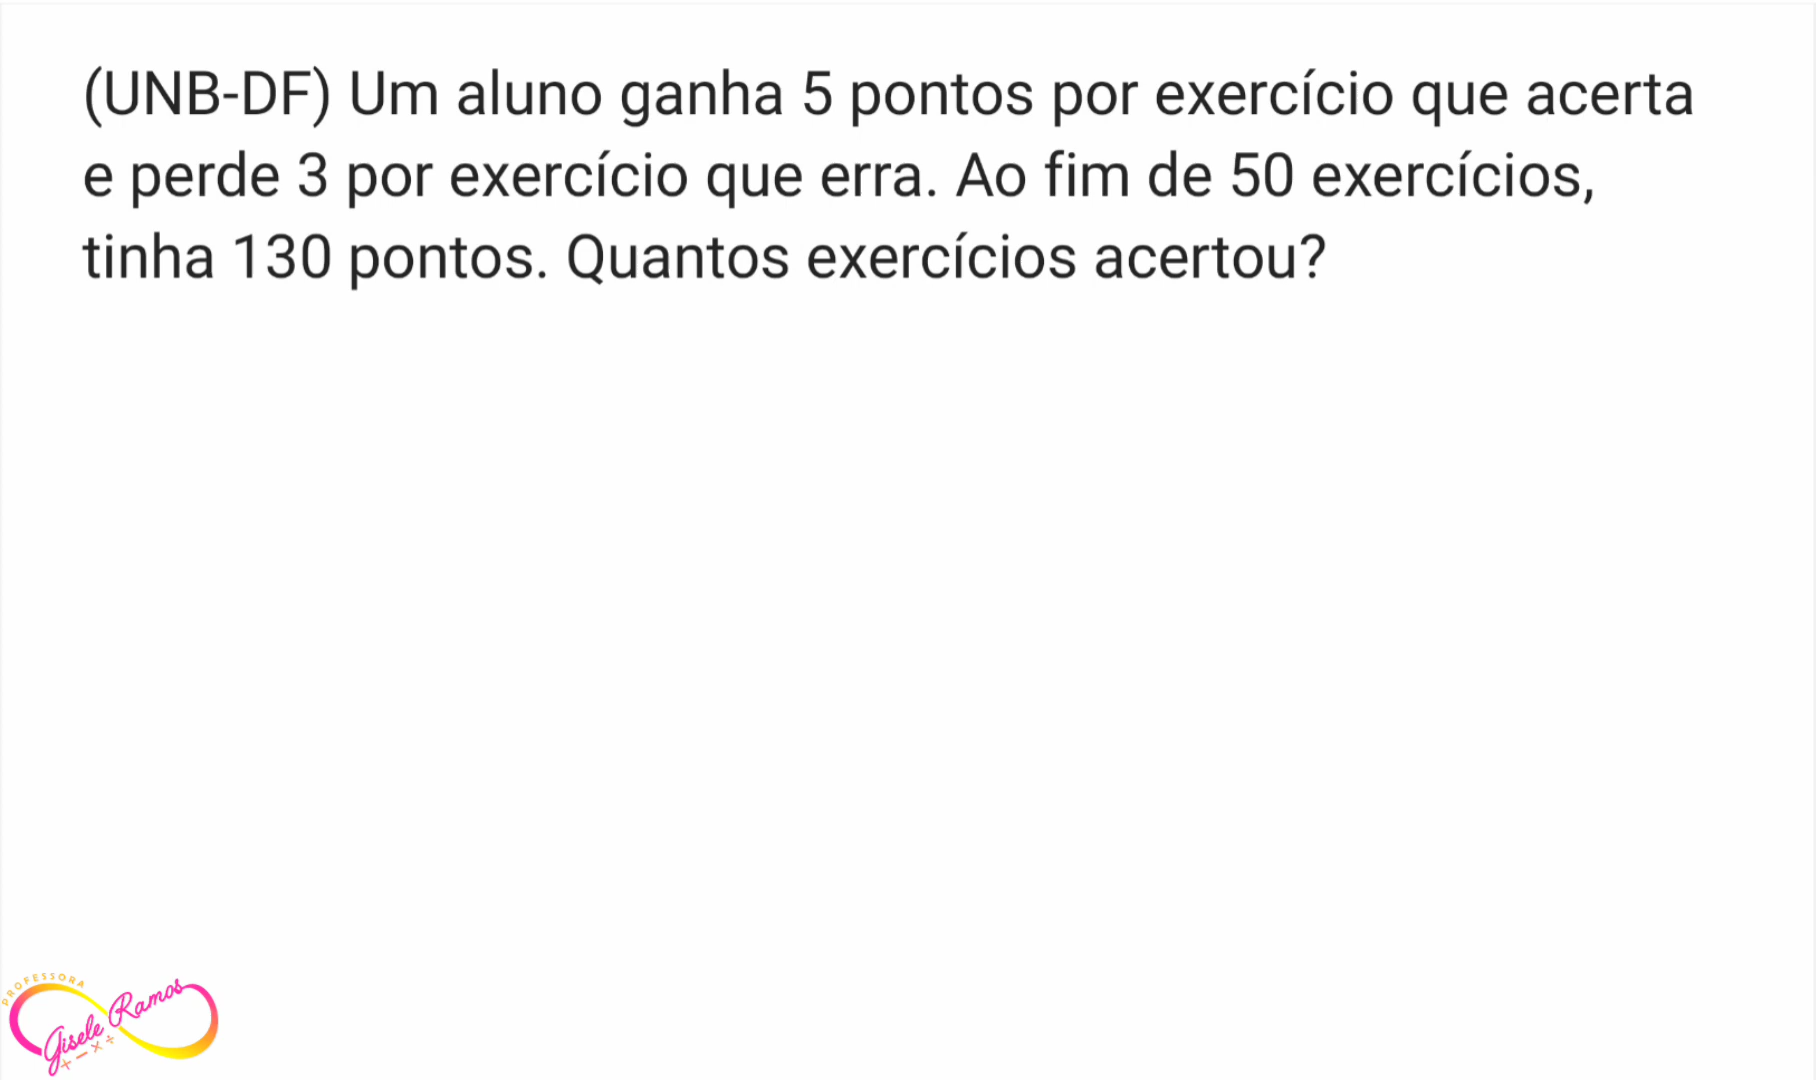 (UNB-DF) Um aluno ganha 5 pontos por exercício que acerta
e perde 3 por exercício que erra. Ao fim de 50 exercícios,
tinha 130 pontos. Quantos exercícios acertou?
PROFESSORA
Gisele Ramos
+ − × ÷